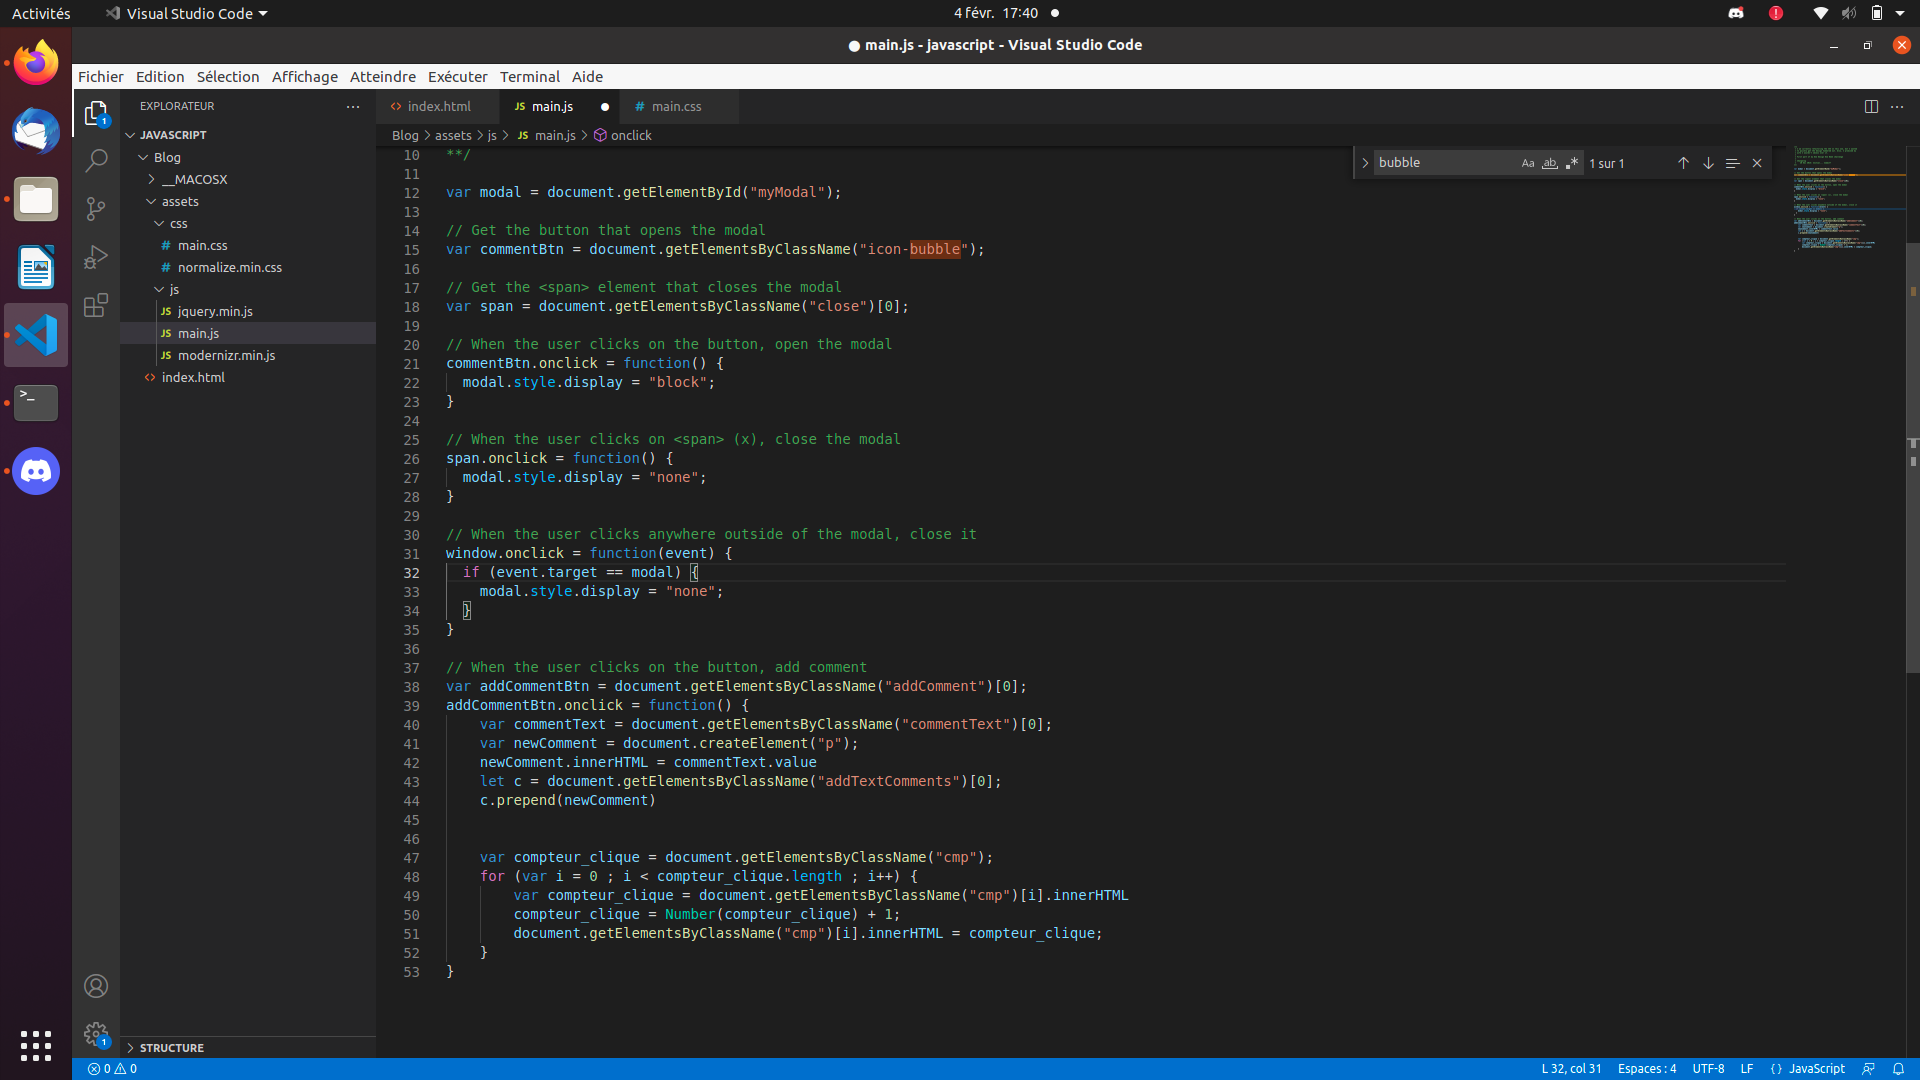 Activités
Visual Studio Code
4 févr. 17:40
● main.js - javascript - Visual Studio Code
Fichier Edition Sélection Affichage Atteindre Exécuter Terminal Aide
EXPLORATEUR
JAVASCRIPT
Blog
__MACOSX
assets
css
# main.css
# normalize.min.css
js
JS jquery.min.js
JS main.js
JS modernizr.min.js
<> index.html
STRUCTURE
<> index.html
JS main.js
# main.css
Blog > assets > js > JS main.js > onclick
bubble
Aa ab .*
1 sur 1
10 **/
11
12 var modal = document.getElementById("myModal");
13
14 // Get the button that opens the modal
15 var commentBtn = document.getElementsByClassName("icon-bubble");
16
17 // Get the <span> element that closes the modal
18 var span = document.getElementsByClassName("close")[0];
19
20 // When the user clicks on the button, open the modal
21 commentBtn.onclick = function() {
22 modal.style.display = "block";
23 }
24
25 // When the user clicks on <span> (x), close the modal
26 span.onclick = function() {
27 modal.style.display = "none";
28 }
29
30 // When the user clicks anywhere outside of the modal, close it
31 window.onclick = function(event) {
32 if (event.target == modal) {
33 modal.style.display = "none";
34 }
35 }
36
37 // When the user clicks on the button, add comment
38 var addCommentBtn = document.getElementsByClassName("addComment")[0];
39 addCommentBtn.onclick = function() {
40 var commentText = document.getElementsByClassName("commentText")[0];
41 var newComment = document.createElement("p");
42 newComment.innerHTML = commentText.value
43 let c = document.getElementsByClassName("addTextComments")[0];
44 c.prepend(newComment)
45
46
47 var compteur_clique = document.getElementsByClassName("cmp");
48 for (var i = 0 ; i < compteur_clique.length ; i++) {
49 var compteur_clique = document.getElementsByClassName("cmp")[i].innerHTML
50 compteur_clique = Number(compteur_clique) + 1;
51 document.getElementsByClassName("cmp")[i].innerHTML = compteur_clique;
52 }
53 }
1
1
0 0
L 32, col 31 Espaces : 4 UTF-8 LF {} JavaScript